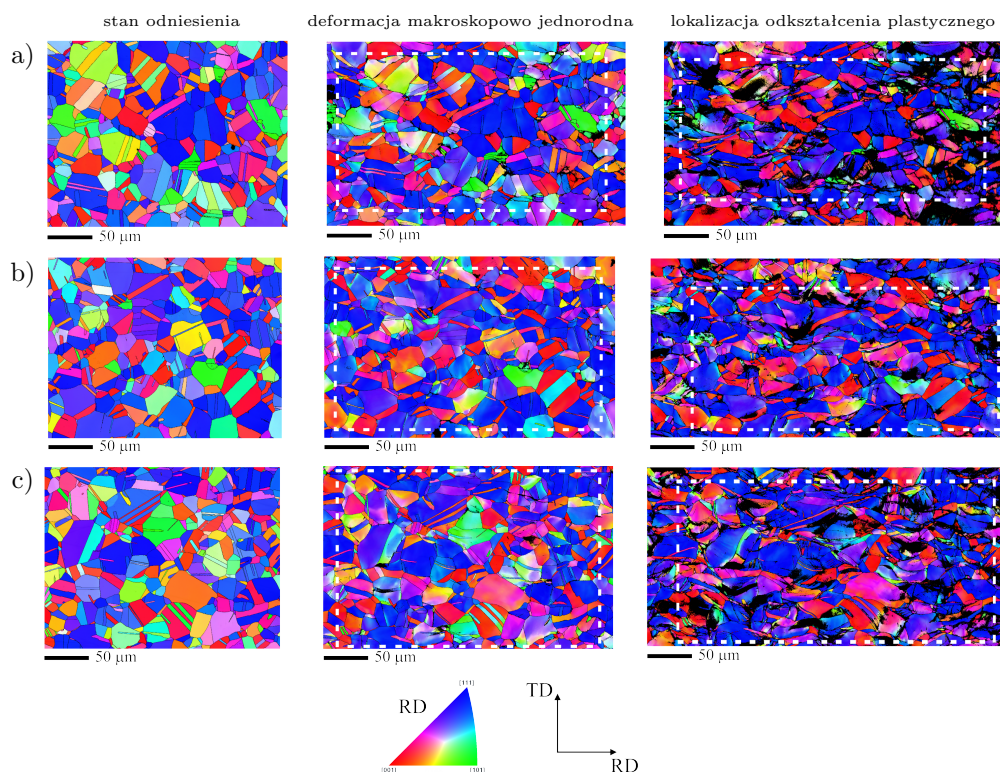 stan odniesienia
deformacja makroskopowo jednorodna
lokalizacja odkształcenia plastycznego
a)
50 μm
50 μm
50 μm
b)
50 μm
50 μm
50 μm
c)
50 μm
50 μm
50 μm
[111]
RD
[001]
[101]
TD
RD